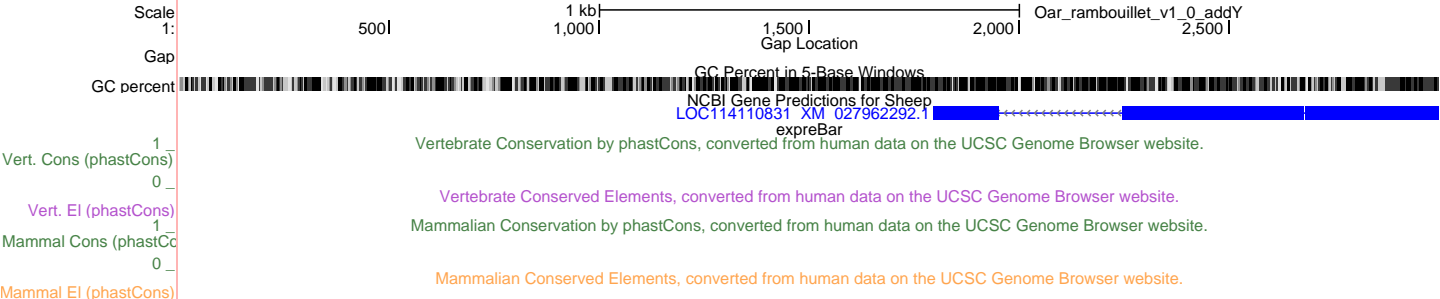 Scale 1 kb Oar_rambouillet_v1_0_addY
1: 500 1,000 1,500 2,000 2,500
Gap Location
Gap
GC Percent in 5-Base Windows
GC percent
NCBI Gene Predictions for Sheep
LOC114110831 XM_027962292.1
expreBar
1 _ Vertebrate Conservation by phastCons, converted from human data on the UCSC Genome Browser website.
Vert. Cons (phastCons)
0 _
Vertebrate Conserved Elements, converted from human data on the UCSC Genome Browser website.
Vert. El (phastCons)
1 _ Mammalian Conservation by phastCons, converted from human data on the UCSC Genome Browser website.
Mammal Cons (phastCo
0 _
Mammalian Conserved Elements, converted from human data on the UCSC Genome Browser website.
Mammal El (phastCons)